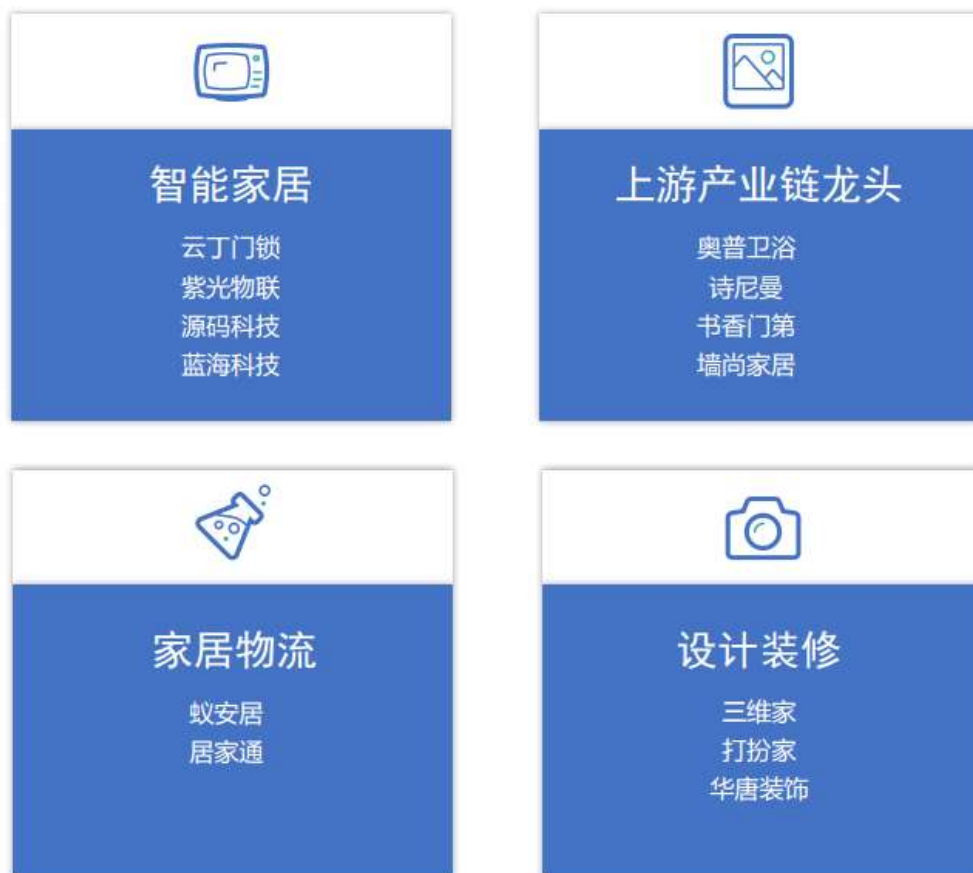 智能家居
云丁门锁
紫光物联
源码科技
蓝海科技
上游产业链龙头
奥普卫浴
诗尼曼
书香门第
墙尚家居
家居物流
蚁安居
居家通
设计装修
三维家
打扮家
华唐装饰